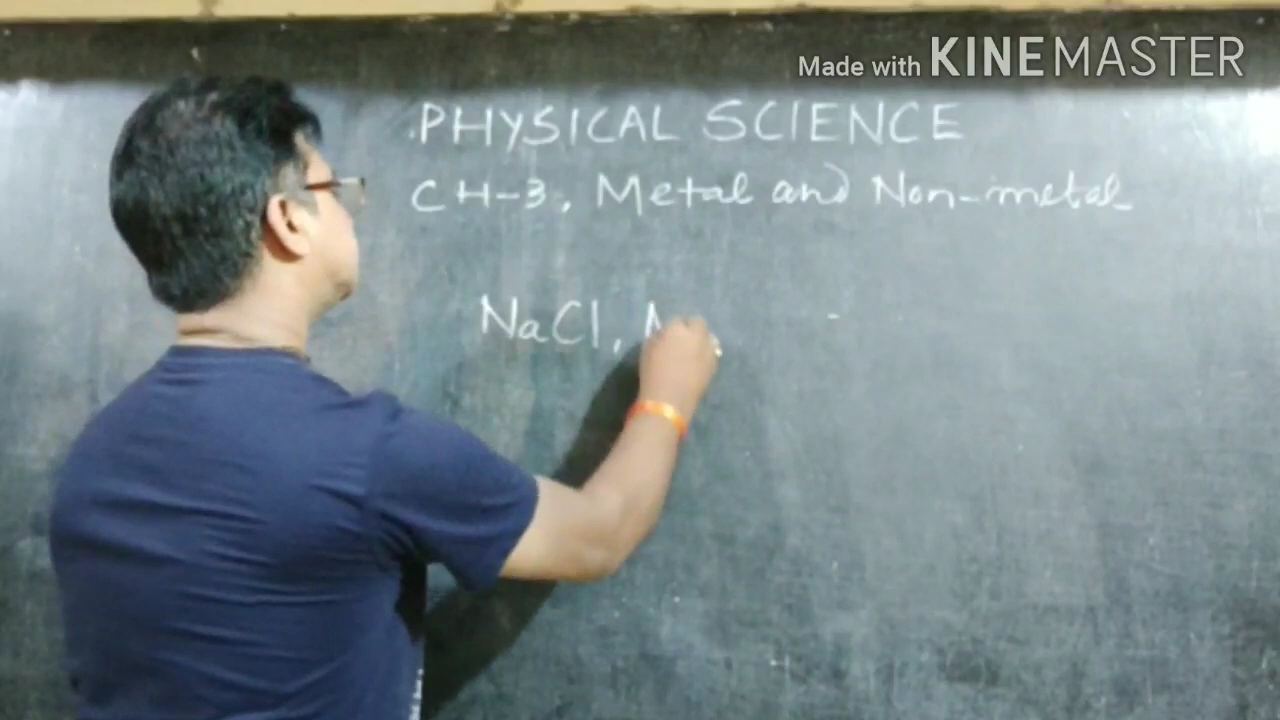 Made with KINEMASTER
PHYSICAL SCIENCE
CH-3. Metal and Non-metal
NaCl,